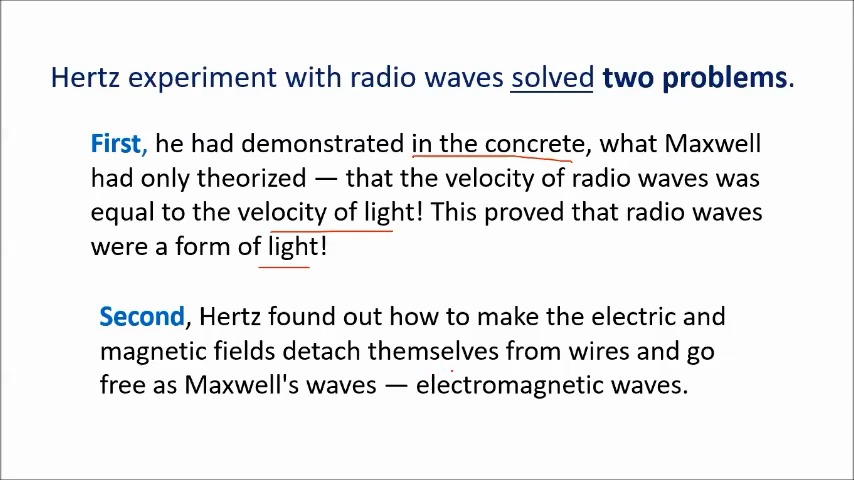 Hertz experiment with radio waves solved two problems.
First, he had demonstrated in the concrete, what Maxwell
had only theorized — that the velocity of radio waves was
equal to the velocity of light! This proved that radio waves
were a form of light!
Second, Hertz found out how to make the electric and
magnetic fields detach themselves from wires and go
free as Maxwell's waves — electromagnetic waves.